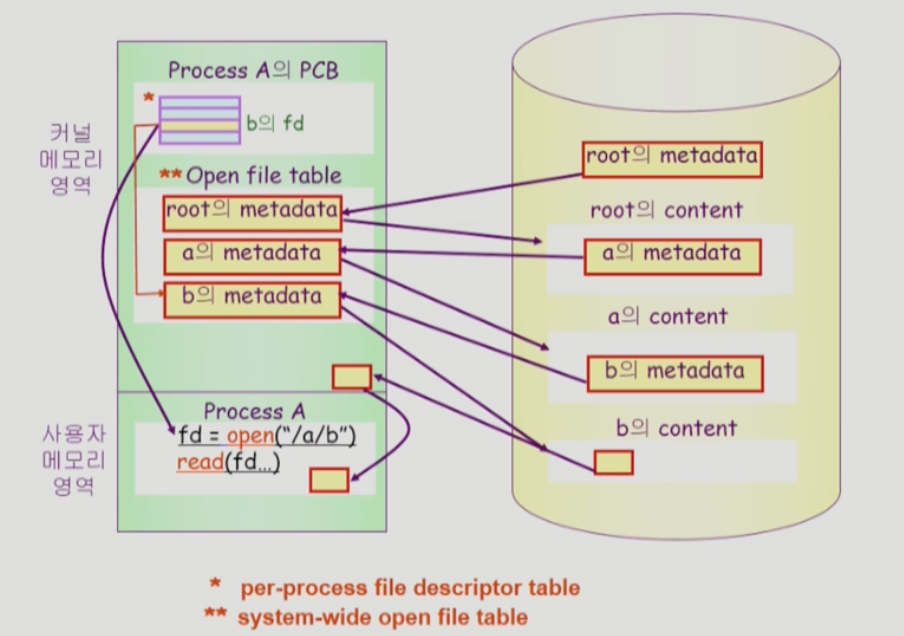 Process A의 PCB
*
b의 fd
커널
메모리
영역
** Open file table
root의 metadata
a의 metadata
b의 metadata
사용자
메모리
영역
Process A
fd = open("/a/b")
read(fd...)
root의 metadata
root의 content
a의 metadata
a의 content
b의 metadata
b의 content
* per-process file descriptor table
** system-wide open file table